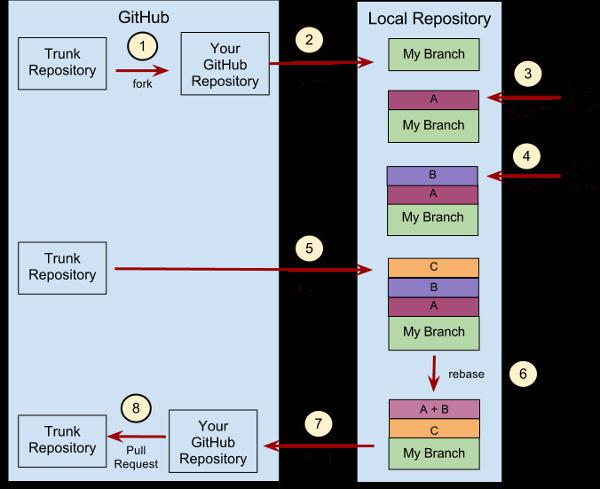 GitHub
Local Repository
Trunk
Repository
1
fork
Your
GitHub
Repository
2
My Branch
3
A
My Branch
4
B
A
My Branch
Trunk
Repository
5
C
B
A
My Branch
rebase
6
A + B
C
My Branch
7
Your
GitHub
Repository
8
Pull
Request
Trunk
Repository